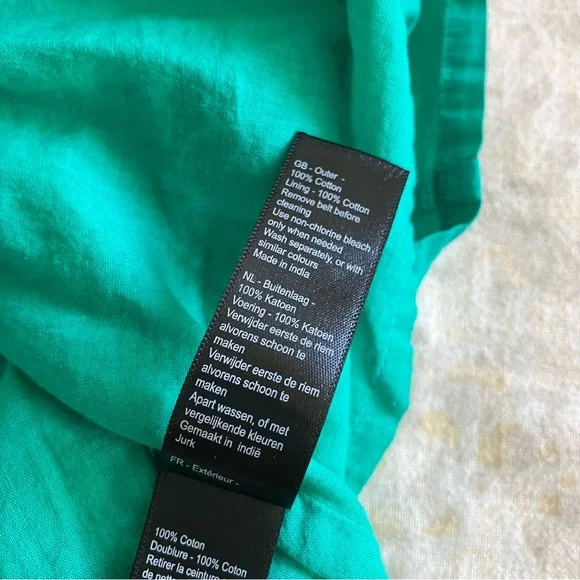 GB - Outer -
100% Cotton
Lining - 100% Cotton
Remove belt before
cleaning
Use non-chlorine bleach
only when needed
Wash separately, or with
similar colours
Made in india
NL - Buitenlaag -
100% Katoen
Voering - 100% Katoen
Verwijder eerste de riem
alvorens schoon te
maken
Verwijder eerste de riem
alvorens schoon te
maken
Apart wassen, of met
vergelijkende kleuren
Gemaakt in indië
Jurk
FR - Extérieur -
100% Coton
Doublure - 100% Coton
Retirer la ceinture